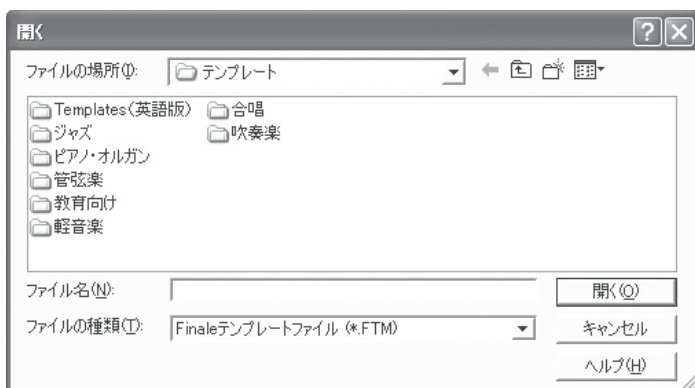 開く
ファイルの場所(I): テンプレート
Templates(英語版) 合唱
ジャズ 吹奏楽
ピアノ・オルガン
管弦楽
教育向け
軽音楽
ファイル名(N): 開く(O)
ファイルの種類(T): Finaleテンプレートファイル (*.FTM) キャンセル
ヘルプ(H)